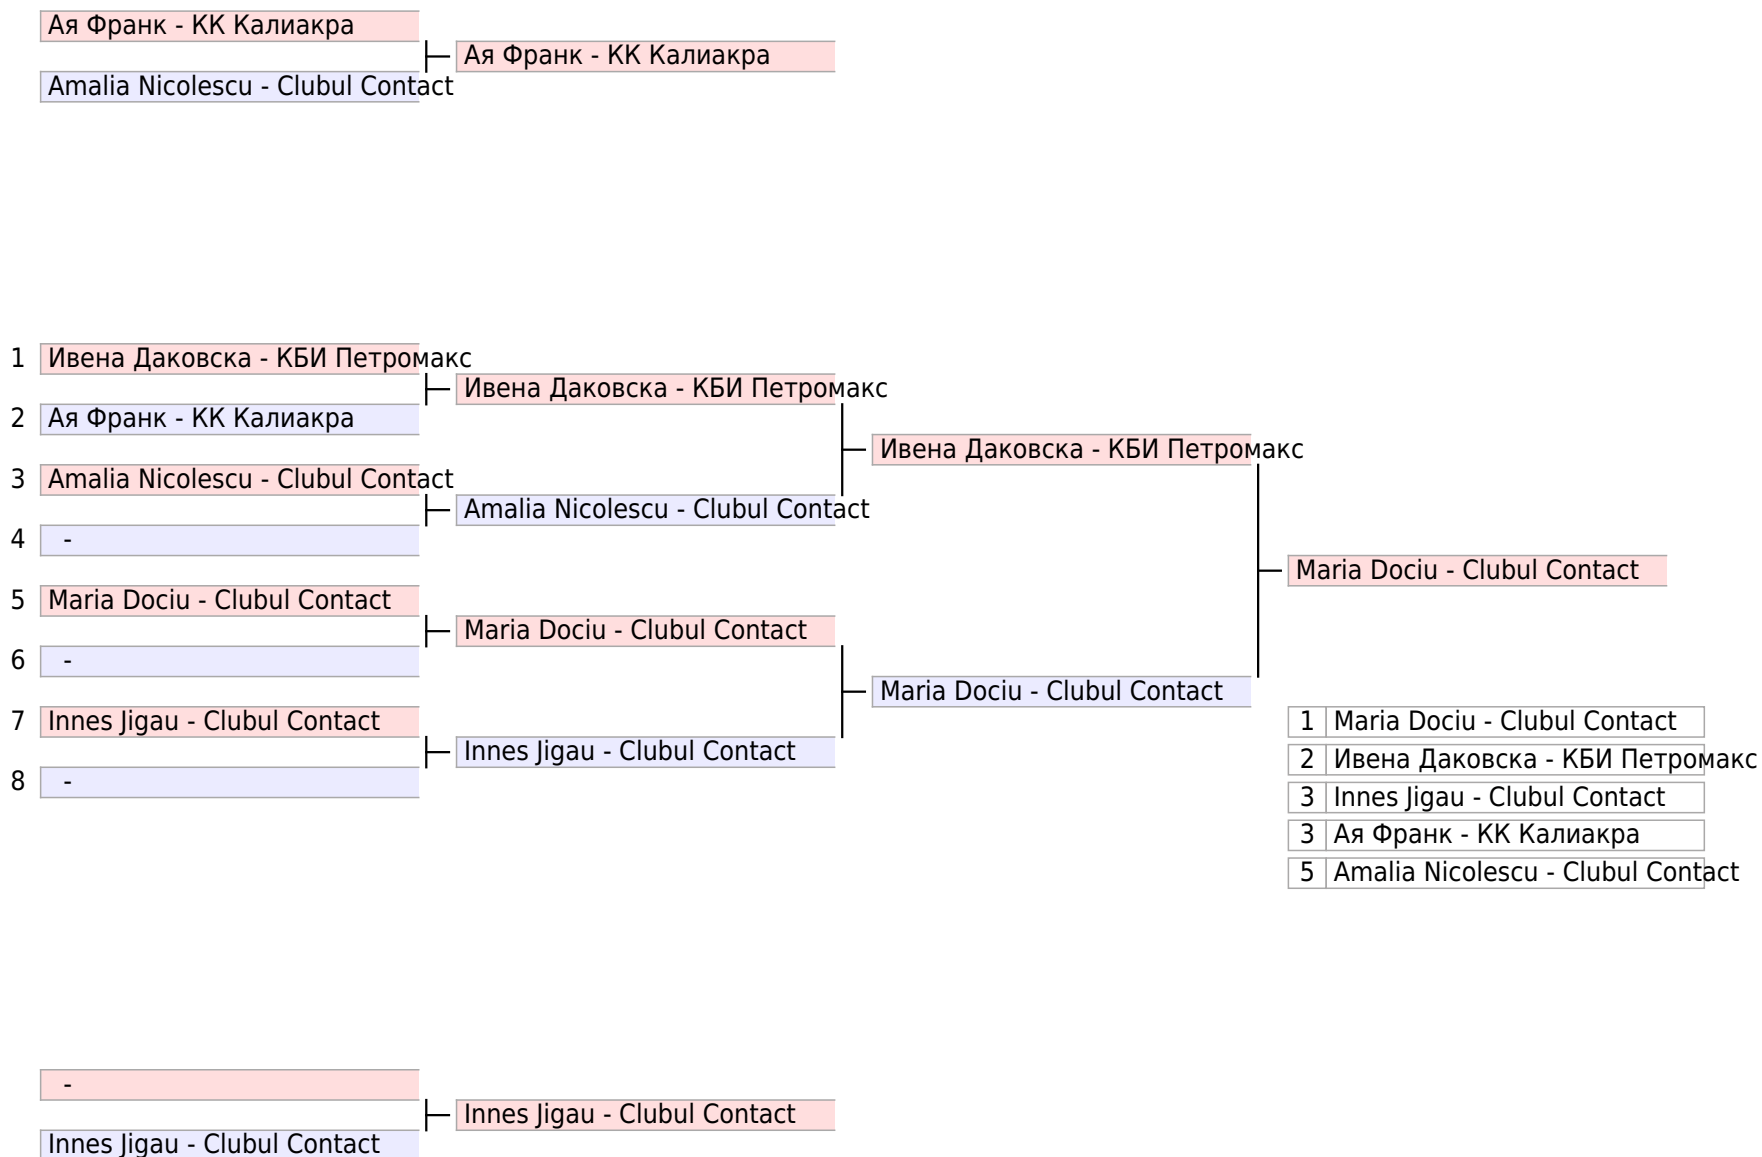 Ая Франк - КК Калиакра
Ая Франк - КК Калиакра
Amalia Nicolescu - Clubul Contact
1 Ивена Даковска - КБИ Петромакс
Ивена Даковска - КБИ Петромакс
2 Ая Франк - КК Калиакра
Ивена Даковска - КБИ Петромакс
3 Amalia Nicolescu - Clubul Contact
Amalia Nicolescu - Clubul Contact
4 -
Maria Dociu - Clubul Contact
5 Maria Dociu - Clubul Contact
Maria Dociu - Clubul Contact
6 -
Maria Dociu - Clubul Contact
7 Innes Jigau - Clubul Contact
Innes Jigau - Clubul Contact
8 -
1 Maria Dociu - Clubul Contact
2 Ивена Даковска - КБИ Петромакс
3 Innes Jigau - Clubul Contact
3 Ая Франк - КК Калиакра
5 Amalia Nicolescu - Clubul Contact
-
Innes Jigau - Clubul Contact
Innes Jigau - Clubul Contact